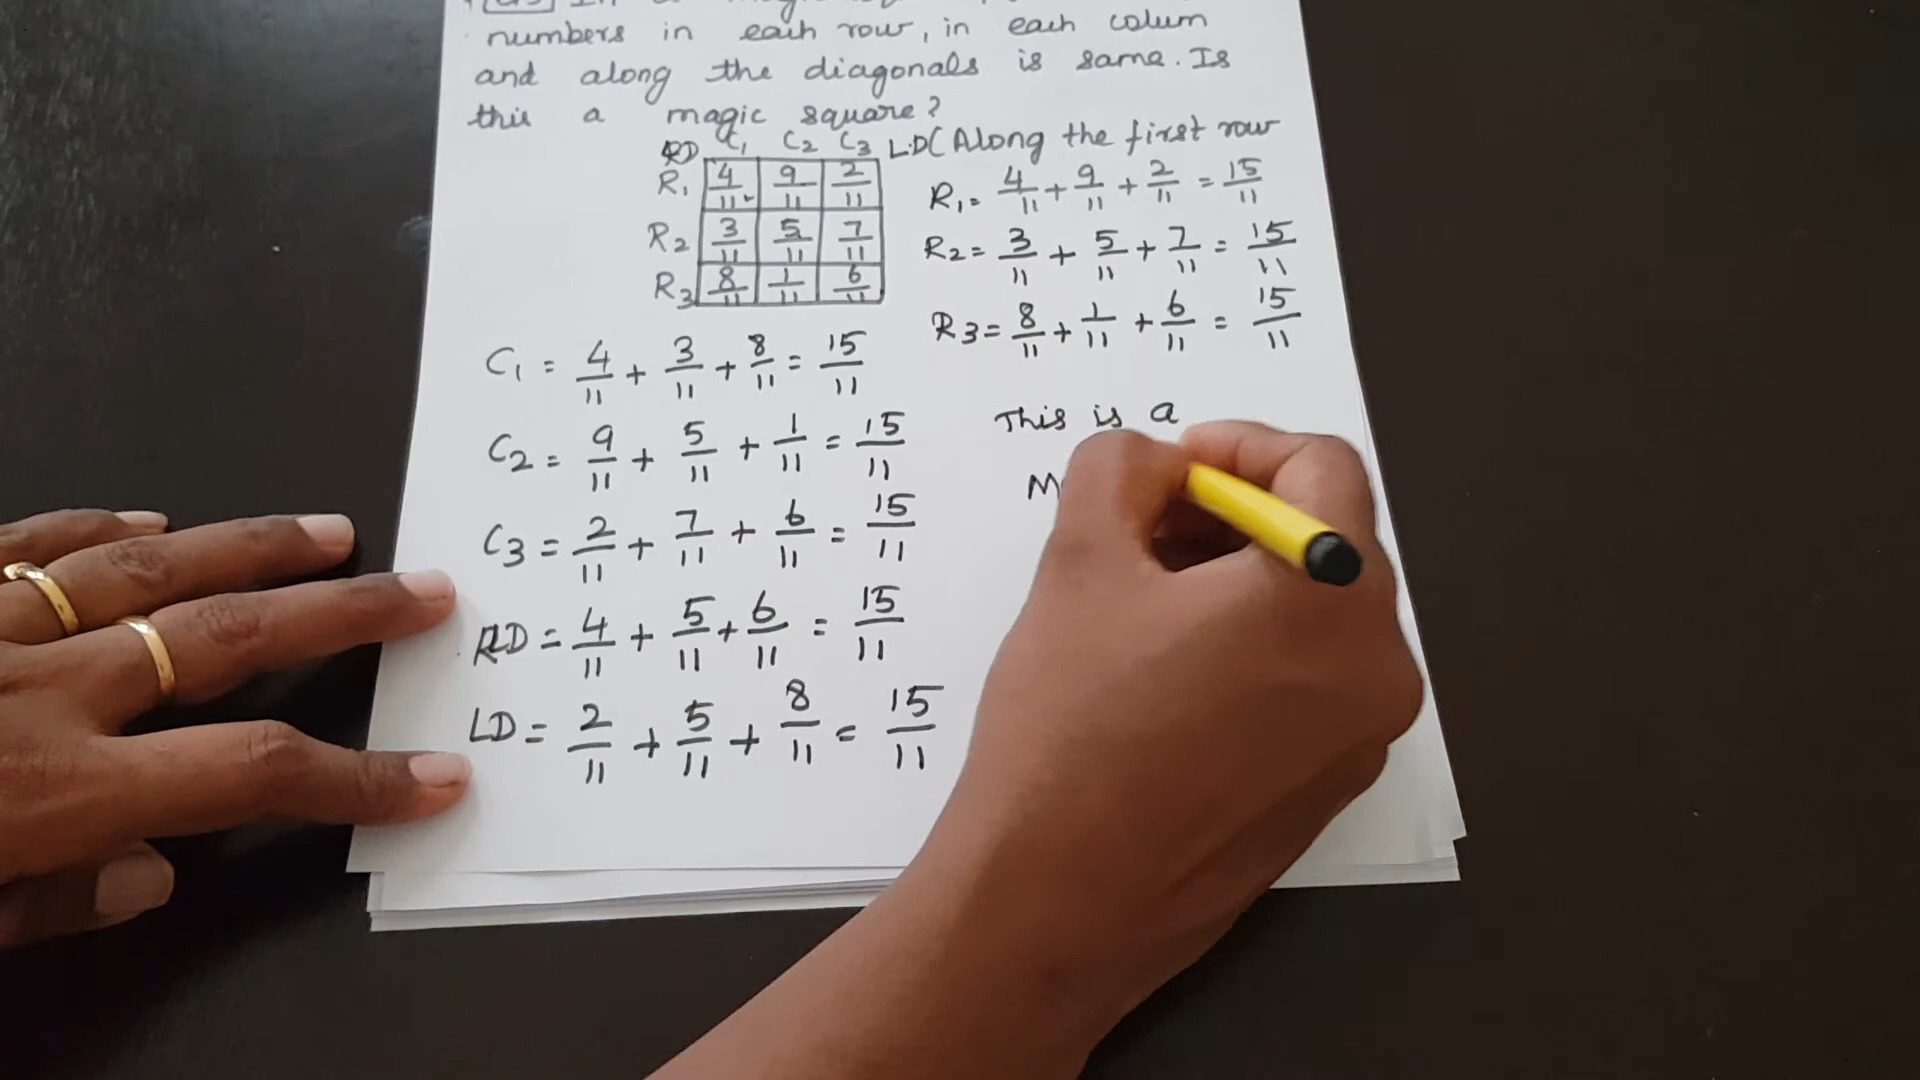 numbers in each row, in each colum
and along the diagonals is same. Is
this a magic square?
RD C1 C2 C3 LD(Along the first row
R1 4/11 9/11 2/11
R2 3/11 5/11 7/11
R3 8/11 1/11 6/11
R1= 4/11 + 9/11 + 2/11 = 15/11
R2= 3/11 + 5/11 + 7/11 = 15/11
R3= 8/11 + 1/11 + 6/11 = 15/11
C1 = 4/11 + 3/11 + 8/11 = 15/11
C2 = 9/11 + 5/11 + 1/11 = 15/11
C3 = 2/11 + 7/11 + 6/11 = 15/11
RD = 4/11 + 5/11 + 6/11 = 15/11
LD = 2/11 + 5/11 + 8/11 = 15/11
This is a
M